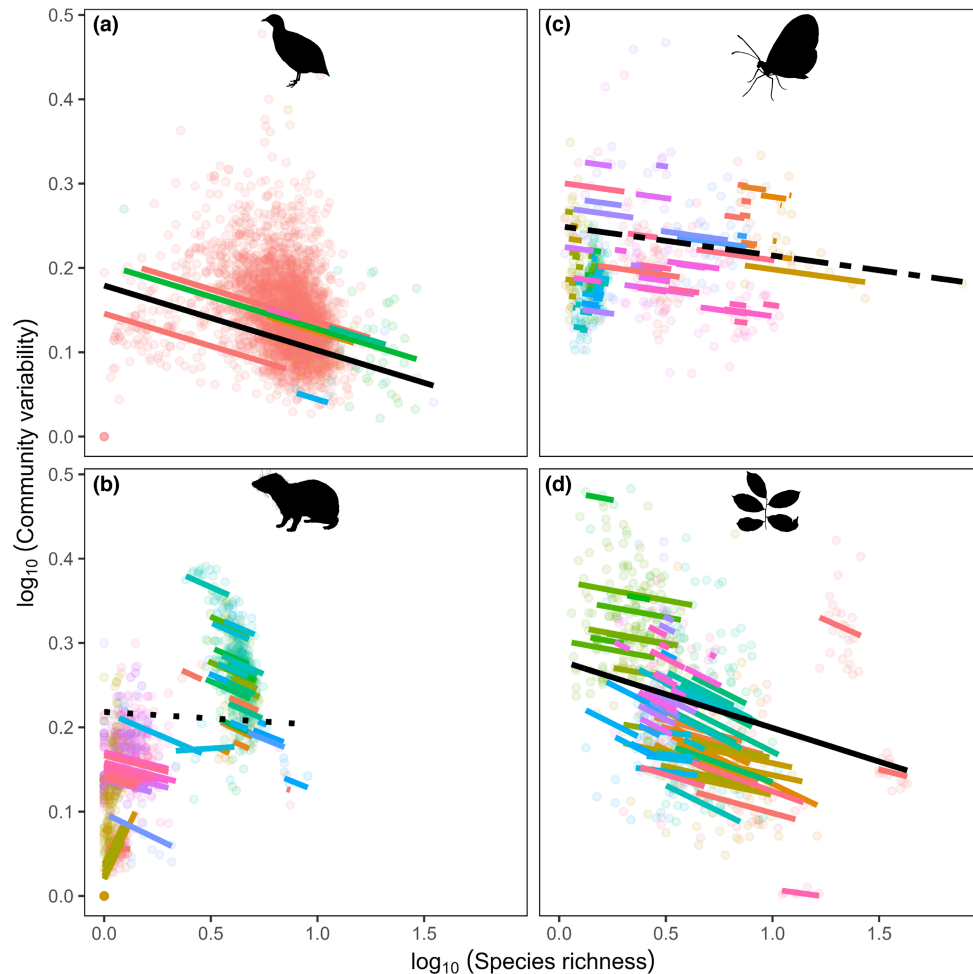 (a)
(c)
0.5
0.4
0.3
0.2
0.1
0.0
(b)
(d)
0.5
0.4
0.3
0.2
0.1
0.0
0.0 0.5 1.0 1.5
0.0 0.5 1.0 1.5
log₁₀ (Community variability)
log₁₀ (Species richness)